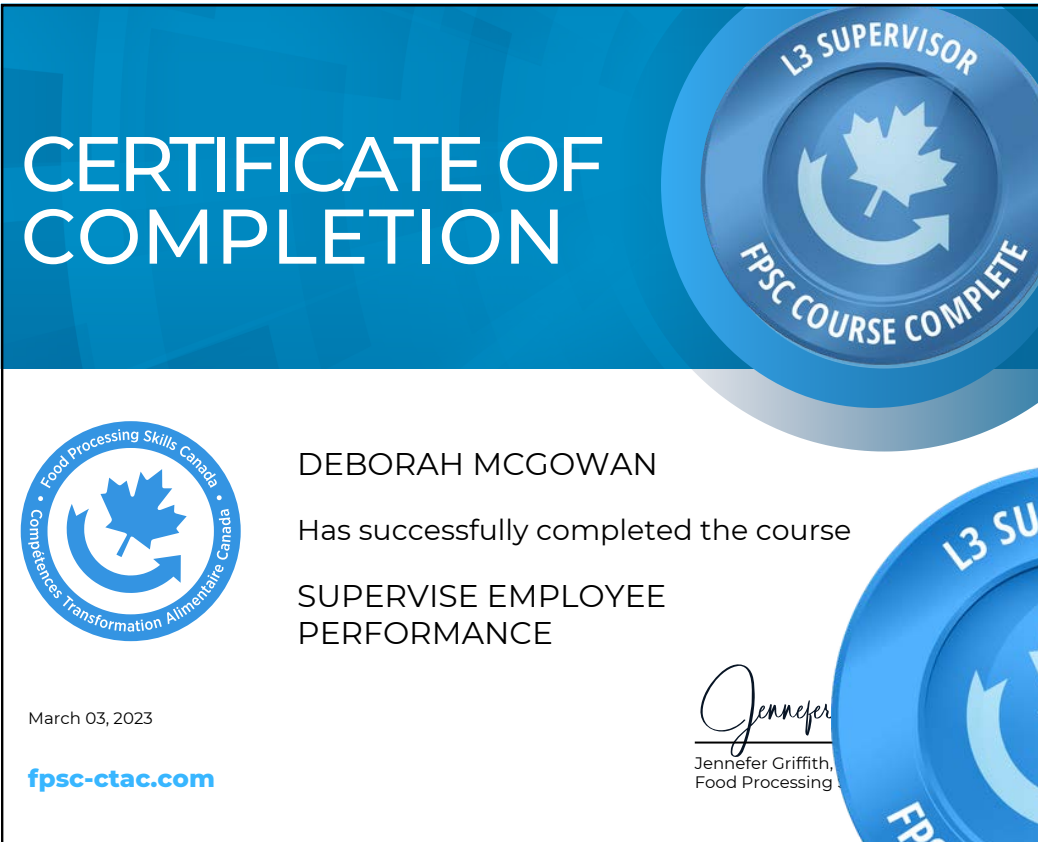 L3 SUPERVISOR
FPSC COURSE COMPLETE
CERTIFICATE OF
COMPLETION
Food Processing Skills Canada •
Compétences Transformation Alimentaire Canada •
DEBORAH MCGOWAN
Has successfully completed the course
SUPERVISE EMPLOYEE
PERFORMANCE
March 03, 2023
fpsc-ctac.com
Jennefer
Jennefer Griffith,
Food Processing
L3 SU